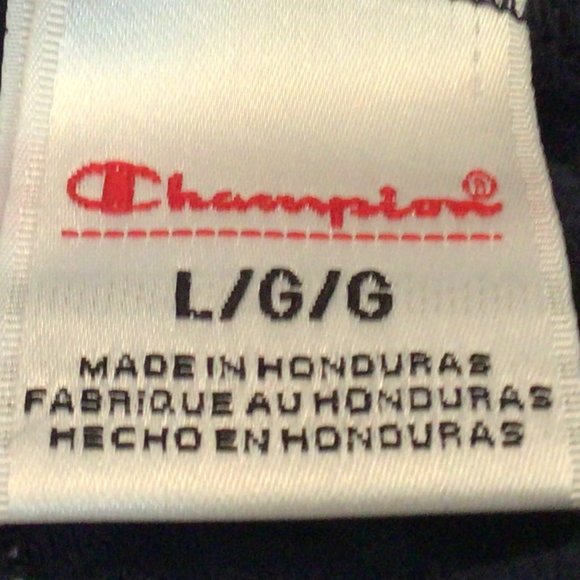 Champion®
L/G/G
MADE IN HONDURAS
FABRIQUE AU HONDURAS
HECHO EN HONDURAS